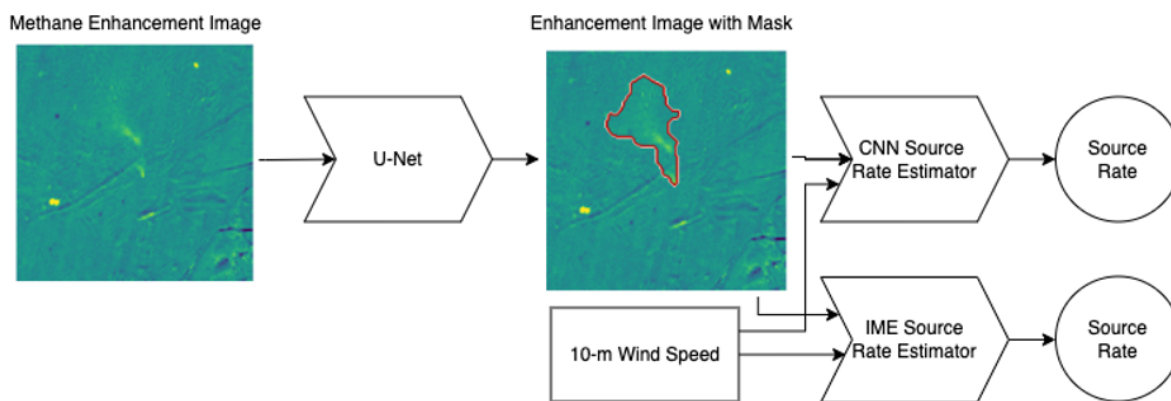 Methane Enhancement Image
Enhancement Image with Mask
U-Net
CNN Source
Rate Estimator
Source
Rate
10-m Wind Speed
IME Source
Rate Estimator
Source
Rate